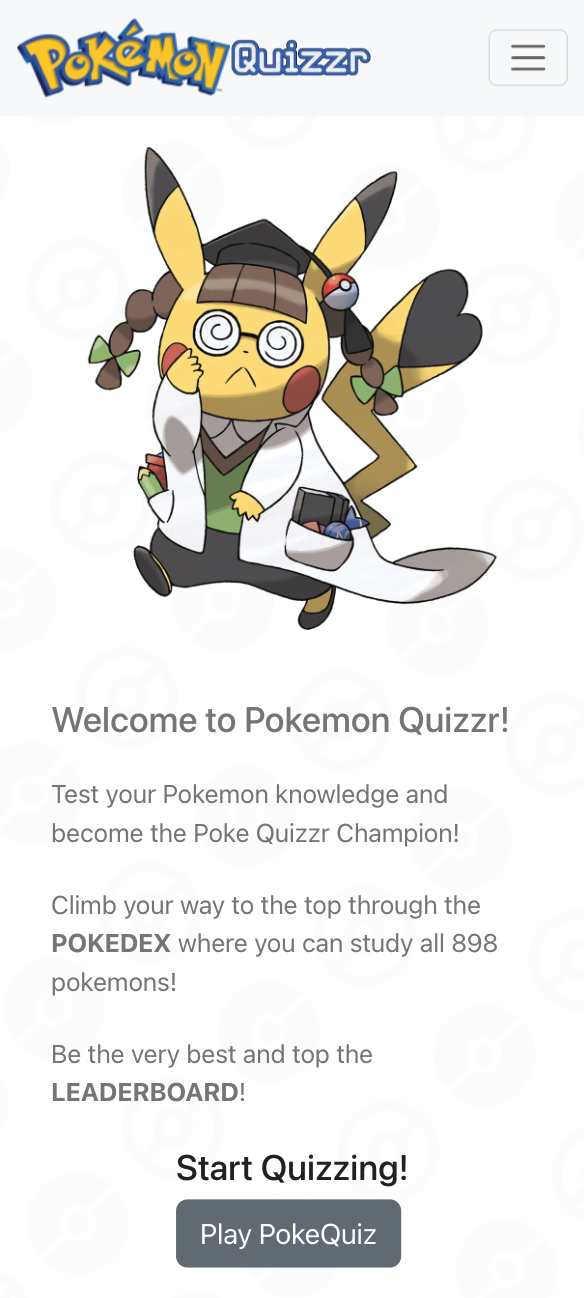 Pokémon Quizzr
Welcome to Pokemon Quizzr!
Test your Pokemon knowledge and
become the Poke Quizzr Champion!
Climb your way to the top through the
POKEDEX where you can study all 898
pokemons!
Be the very best and top the
LEADERBOARD!
Start Quizzing!
Play PokeQuiz